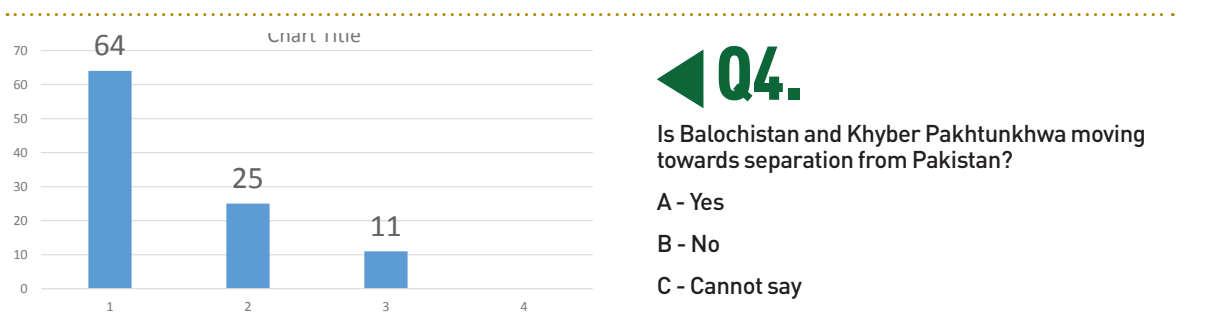 Chart Title
70
60
50
40
30
20
10
0
64
25
11
1 2 3 4
Q4.
Is Balochistan and Khyber Pakhtunkhwa moving
towards separation from Pakistan?
A - Yes
B - No
C - Cannot say